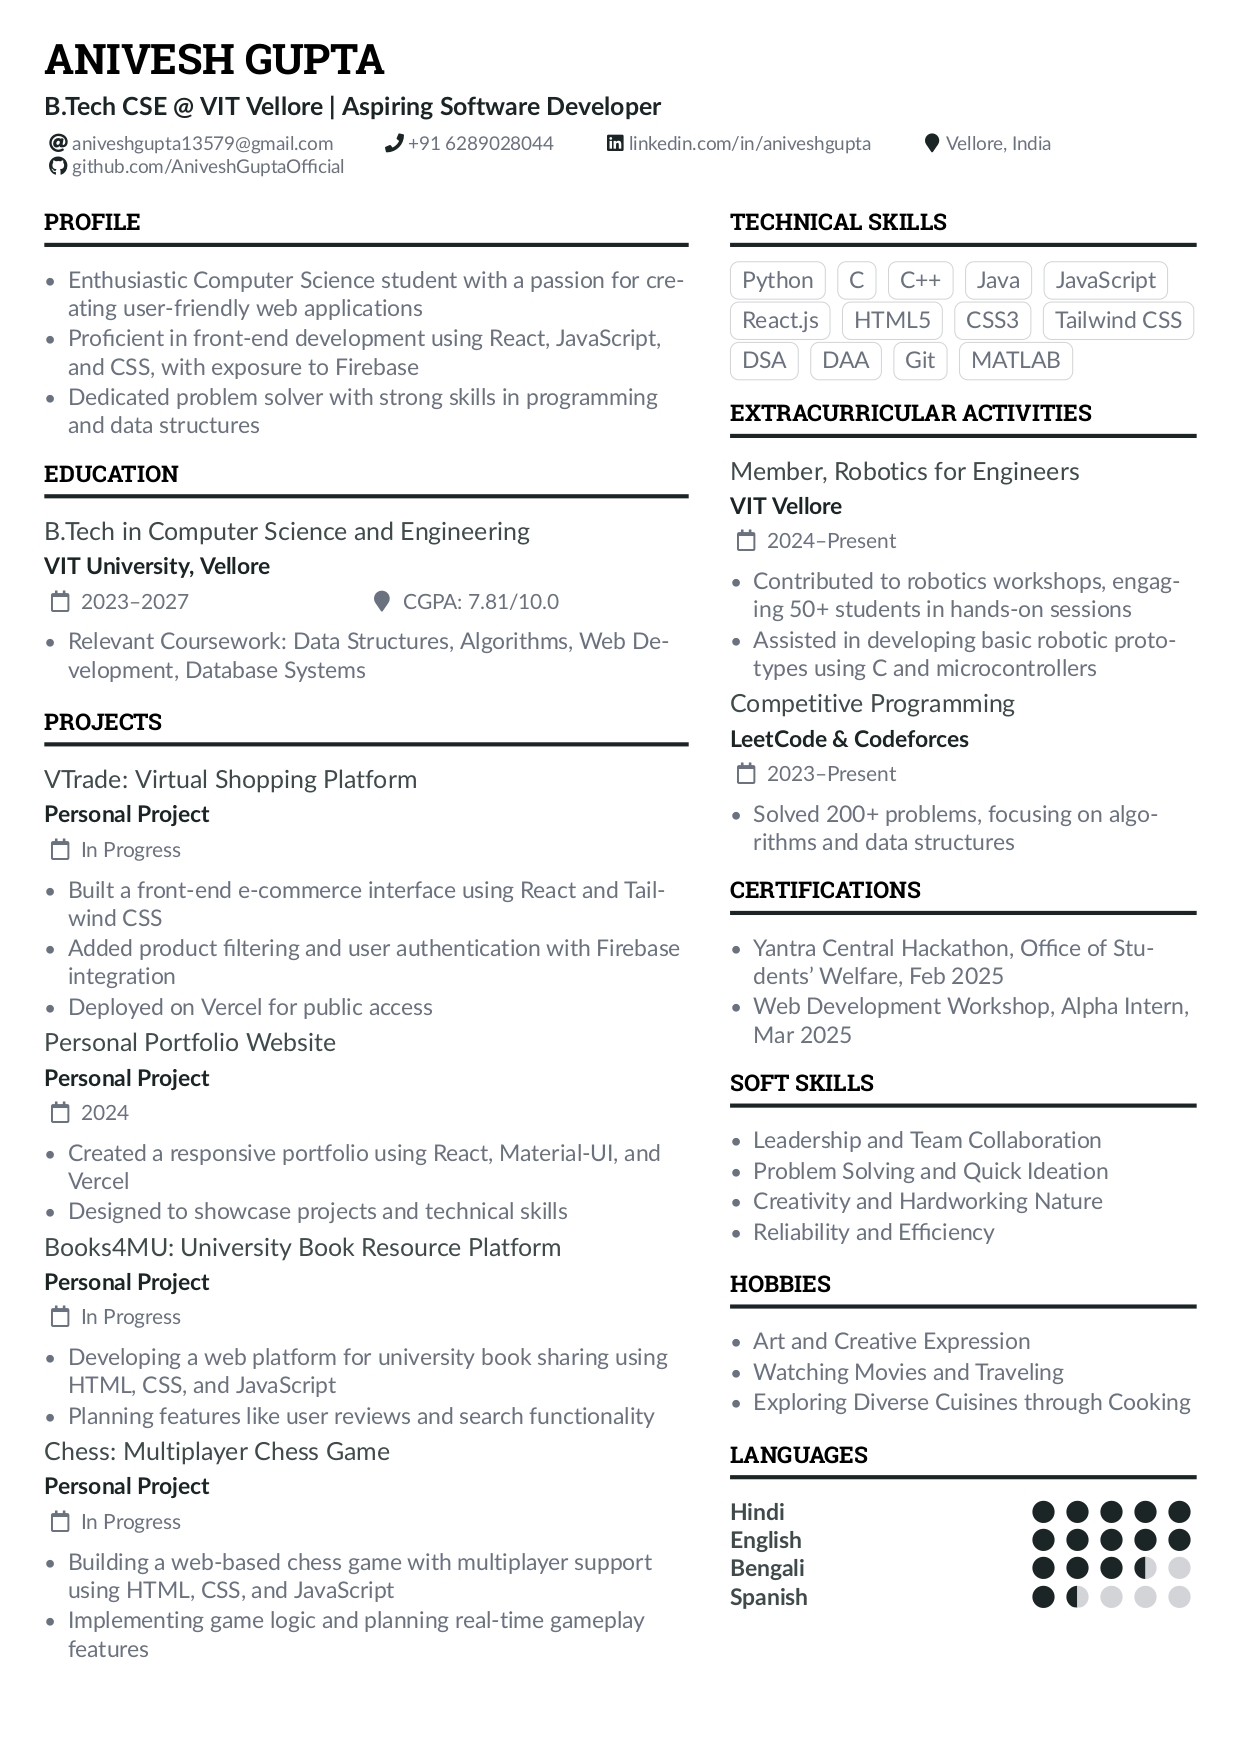 ANIVESH GUPTA
B.Tech CSE @ VIT Vellore | Aspiring Software Developer
aniveshgupta13579@gmail.com +91 6289028044 linkedin.com/in/aniveshgupta Vellore, India
github.com/AniveshGuptaOfficial
PROFILE
• Enthusiastic Computer Science student with a passion for cre-
ating user-friendly web applications
• Proficient in front-end development using React, JavaScript,
and CSS, with exposure to Firebase
• Dedicated problem solver with strong skills in programming
and data structures
EDUCATION
B.Tech in Computer Science and Engineering
VIT University, Vellore
2023–2027 CGPA: 7.81/10.0
• Relevant Coursework: Data Structures, Algorithms, Web De-
velopment, Database Systems
PROJECTS
VTrade: Virtual Shopping Platform
Personal Project
In Progress
• Built a front-end e-commerce interface using React and Tail-
wind CSS
• Added product filtering and user authentication with Firebase
integration
• Deployed on Vercel for public access
Personal Portfolio Website
Personal Project
2024
• Created a responsive portfolio using React, Material-UI, and
Vercel
• Designed to showcase projects and technical skills
Books4MU: University Book Resource Platform
Personal Project
In Progress
• Developing a web platform for university book sharing using
HTML, CSS, and JavaScript
• Planning features like user reviews and search functionality
Chess: Multiplayer Chess Game
Personal Project
In Progress
• Building a web-based chess game with multiplayer support
using HTML, CSS, and JavaScript
• Implementing game logic and planning real-time gameplay
features
TECHNICAL SKILLS
Python C C++ Java JavaScript
React.js HTML5 CSS3 Tailwind CSS
DSA DAA Git MATLAB
EXTRACURRICULAR ACTIVITIES
Member, Robotics for Engineers
VIT Vellore
2024–Present
• Contributed to robotics workshops, engag-
ing 50+ students in hands-on sessions
• Assisted in developing basic robotic proto-
types using C and microcontrollers
Competitive Programming
LeetCode & Codeforces
2023–Present
• Solved 200+ problems, focusing on algo-
rithms and data structures
CERTIFICATIONS
• Yantra Central Hackathon, Office of Stu-
dents’ Welfare, Feb 2025
• Web Development Workshop, Alpha Intern,
Mar 2025
SOFT SKILLS
• Leadership and Team Collaboration
• Problem Solving and Quick Ideation
• Creativity and Hardworking Nature
• Reliability and Efficiency
HOBBIES
• Art and Creative Expression
• Watching Movies and Traveling
• Exploring Diverse Cuisines through Cooking
LANGUAGES
Hindi
English
Bengali
Spanish